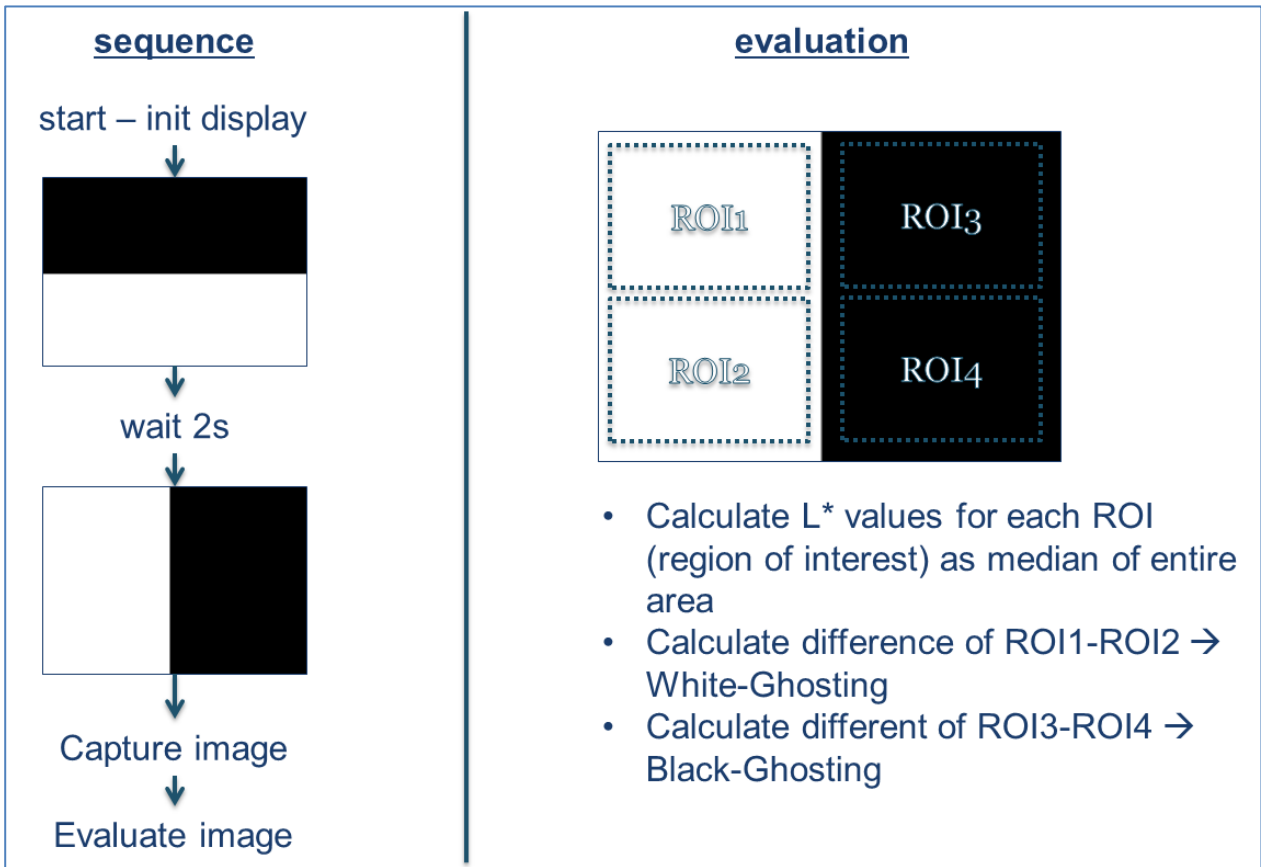 sequence
start – init display
wait 2s
Capture image
Evaluate image
evaluation
ROI1
ROI3
ROI2
ROI4
• Calculate L* values for each ROI
(region of interest) as median of entire
area
• Calculate difference of ROI1-ROI2 →
White-Ghosting
• Calculate different of ROI3-ROI4 →
Black-Ghosting